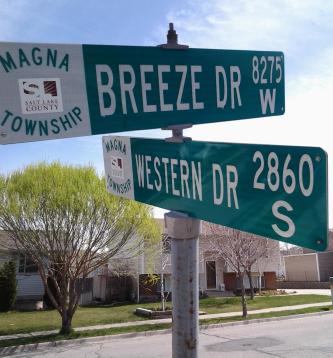 MAGNA
SALT LAKE
COUNTY
TOWNSHIP
BREEZE DR
8275
W
MAGNA
TOWNSHIP
WESTERN DR
2860
S